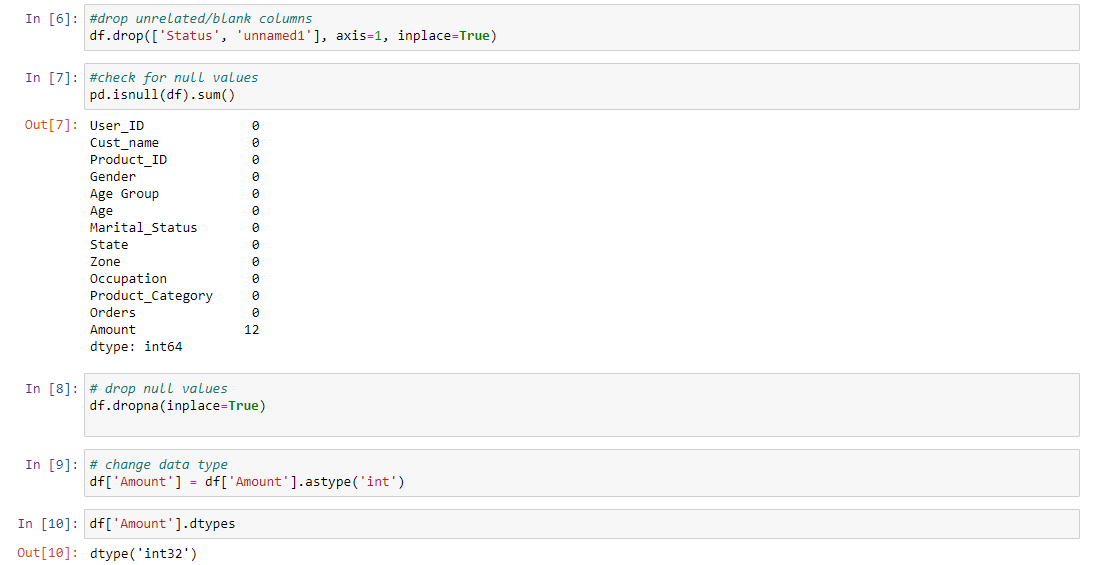 In [6]: #drop unrelated/blank columns
df.drop(['Status', 'unnamed1'], axis=1, inplace=True)
In [7]: #check for null values
pd.isnull(df).sum()
Out[7]: User_ID 0
Cust_name 0
Product_ID 0
Gender 0
Age Group 0
Age 0
Marital_Status 0
State 0
Zone 0
Occupation 0
Product_Category 0
Orders 0
Amount 12
dtype: int64
In [8]: # drop null values
df.dropna(inplace=True)
In [9]: # change data type
df['Amount'] = df['Amount'].astype('int')
In [10]: df['Amount'].dtypes
Out[10]: dtype('int32')